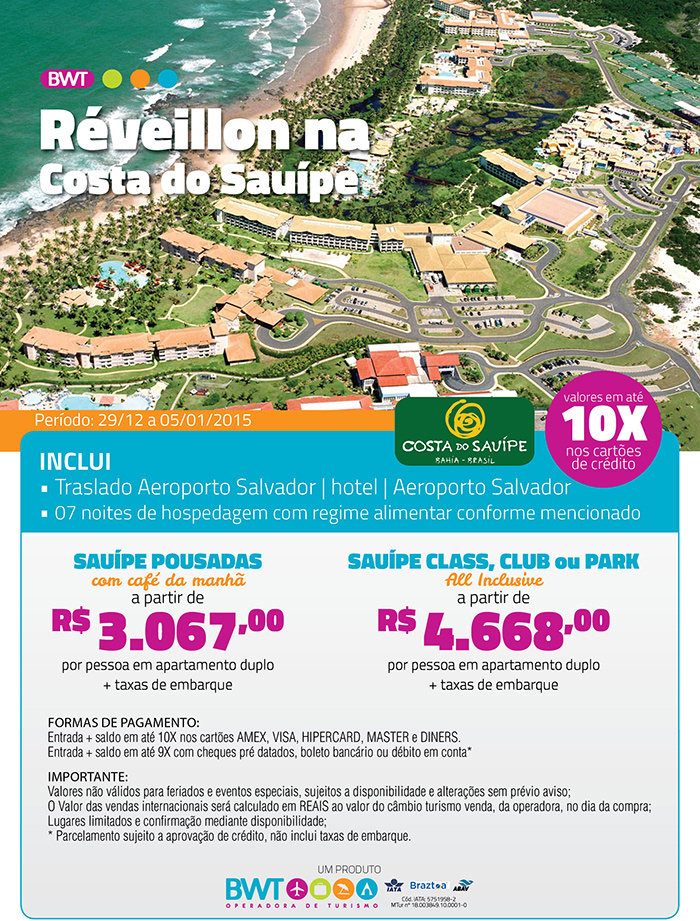 BWT
Réveillon na
Costa do Sauípe
Período: 29/12 a 05/01/2015
COSTA DO SAUÍPE
BAHIA - BRASIL
valores em até
10X
nos cartões
de crédito
INCLUI
▪ Traslado Aeroporto Salvador | hotel | Aeroporto Salvador
▪ 07 noites de hospedagem com regime alimentar conforme mencionado
SAUÍPE POUSADAS
com café da manhã
a partir de
R$ 3.067,00
por pessoa em apartamento duplo
+ taxas de embarque
SAUÍPE CLASS, CLUB ou PARK
All Inclusive
a partir de
R$ 4.668,00
por pessoa em apartamento duplo
+ taxas de embarque
FORMAS DE PAGAMENTO:
Entrada + saldo em até 10X nos cartões AMEX, VISA, HIPERCARD, MASTER e DINERS.
Entrada + saldo em até 9X com cheques pré datados, boleto bancário ou débito em conta*
IMPORTANTE:
Valores não válidos para feriados e eventos especiais, sujeitos a disponibilidade e alterações sem prévio aviso;
O Valor das vendas internacionais será calculado em REAIS ao valor do câmbio turismo venda, da operadora, no dia da compra;
Lugares limitados e confirmação mediante disponibilidade;
* Parcelamento sujeito a aprovação de crédito, não inclui taxas de embarque.
UM PRODUTO
BWT
OPERADORA DE TURISMO
IATA
Braztoa
ABAV
Cód. IATA: 5751958-2
MTur nº 18.003849.10.0001-0